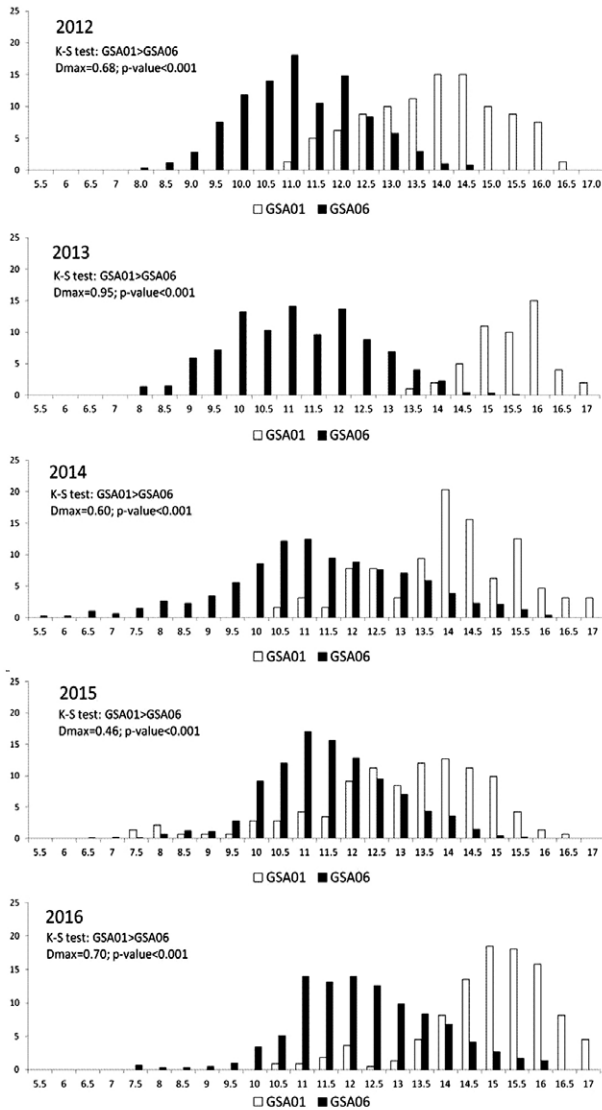 25
2012
K-S test: GSA01>GSA06
Dmax=0.68; p-value<0.001
20
15
10
5
0
5.5 6 6.5 7 8.0 8.5 9.0 9.5 10.0 10.5 11.0 11.5 12.0 12.5 13.0 13.5 14.0 14.5 15.0 15.5 16.0 16.5 17.0
GSA01 GSA06
25
2013
K-S test: GSA01>GSA06
Dmax=0.95; p-value<0.001
20
15
10
5
0
5.5 6 6.5 7 8 8.5 9 9.5 10 10.5 11 11.5 12 12.5 13 13.5 14 14.5 15 15.5 16 16.5 17
GSA01 GSA06
25
2014
K-S test: GSA01>GSA06
Dmax=0.60; p-value<0.001
20
15
10
5
0
5.5 6 6.5 7 7.5 8 8.5 9 9.5 10 10.5 11 11.5 12 12.5 13 13.5 14 14.5 15 15.5 16 16.5 17
GSA01 GSA06
25
2015
K-S test: GSA01>GSA06
Dmax=0.46; p-value<0.001
20
15
10
5
0
5.5 6 6.5 7 7.5 8 8.5 9 9.5 10 10.5 11 11.5 12 12.5 13 13.5 14 14.5 15 15.5 16 16.5 17
GSA01 GSA06
25
2016
K-S test: GSA01>GSA06
Dmax=0.70; p-value<0.001
20
15
10
5
0
5.5 6 6.5 7 7.5 8 8.5 9 9.5 10 10.5 11 11.5 12 12.5 13 13.5 14 14.5 15 15.5 16 16.5 17
GSA01 GSA06